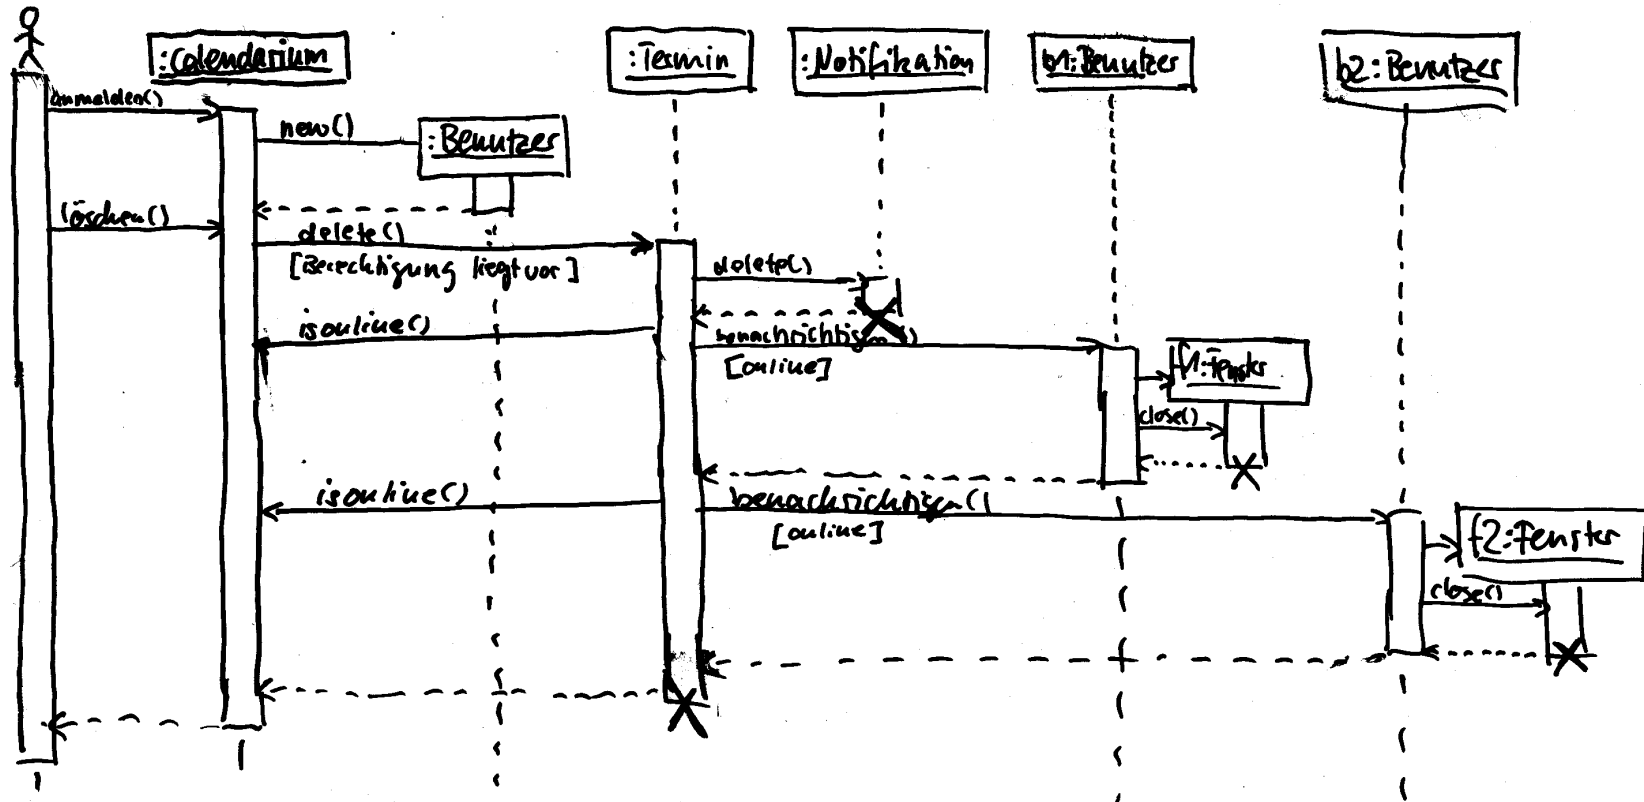 :Calendarium
:Termin
:Notifikation
b1:Benutzer
b2:Benutzer
anmelden()
new()
:Benutzer
löschen()
delete()
[Berechtigung liegt vor]
delete()
isonline()
benachrichtigen()
[online]
f1:Fenster
close()
isonline()
benachrichtigen()
[online]
f2:Fenster
close()